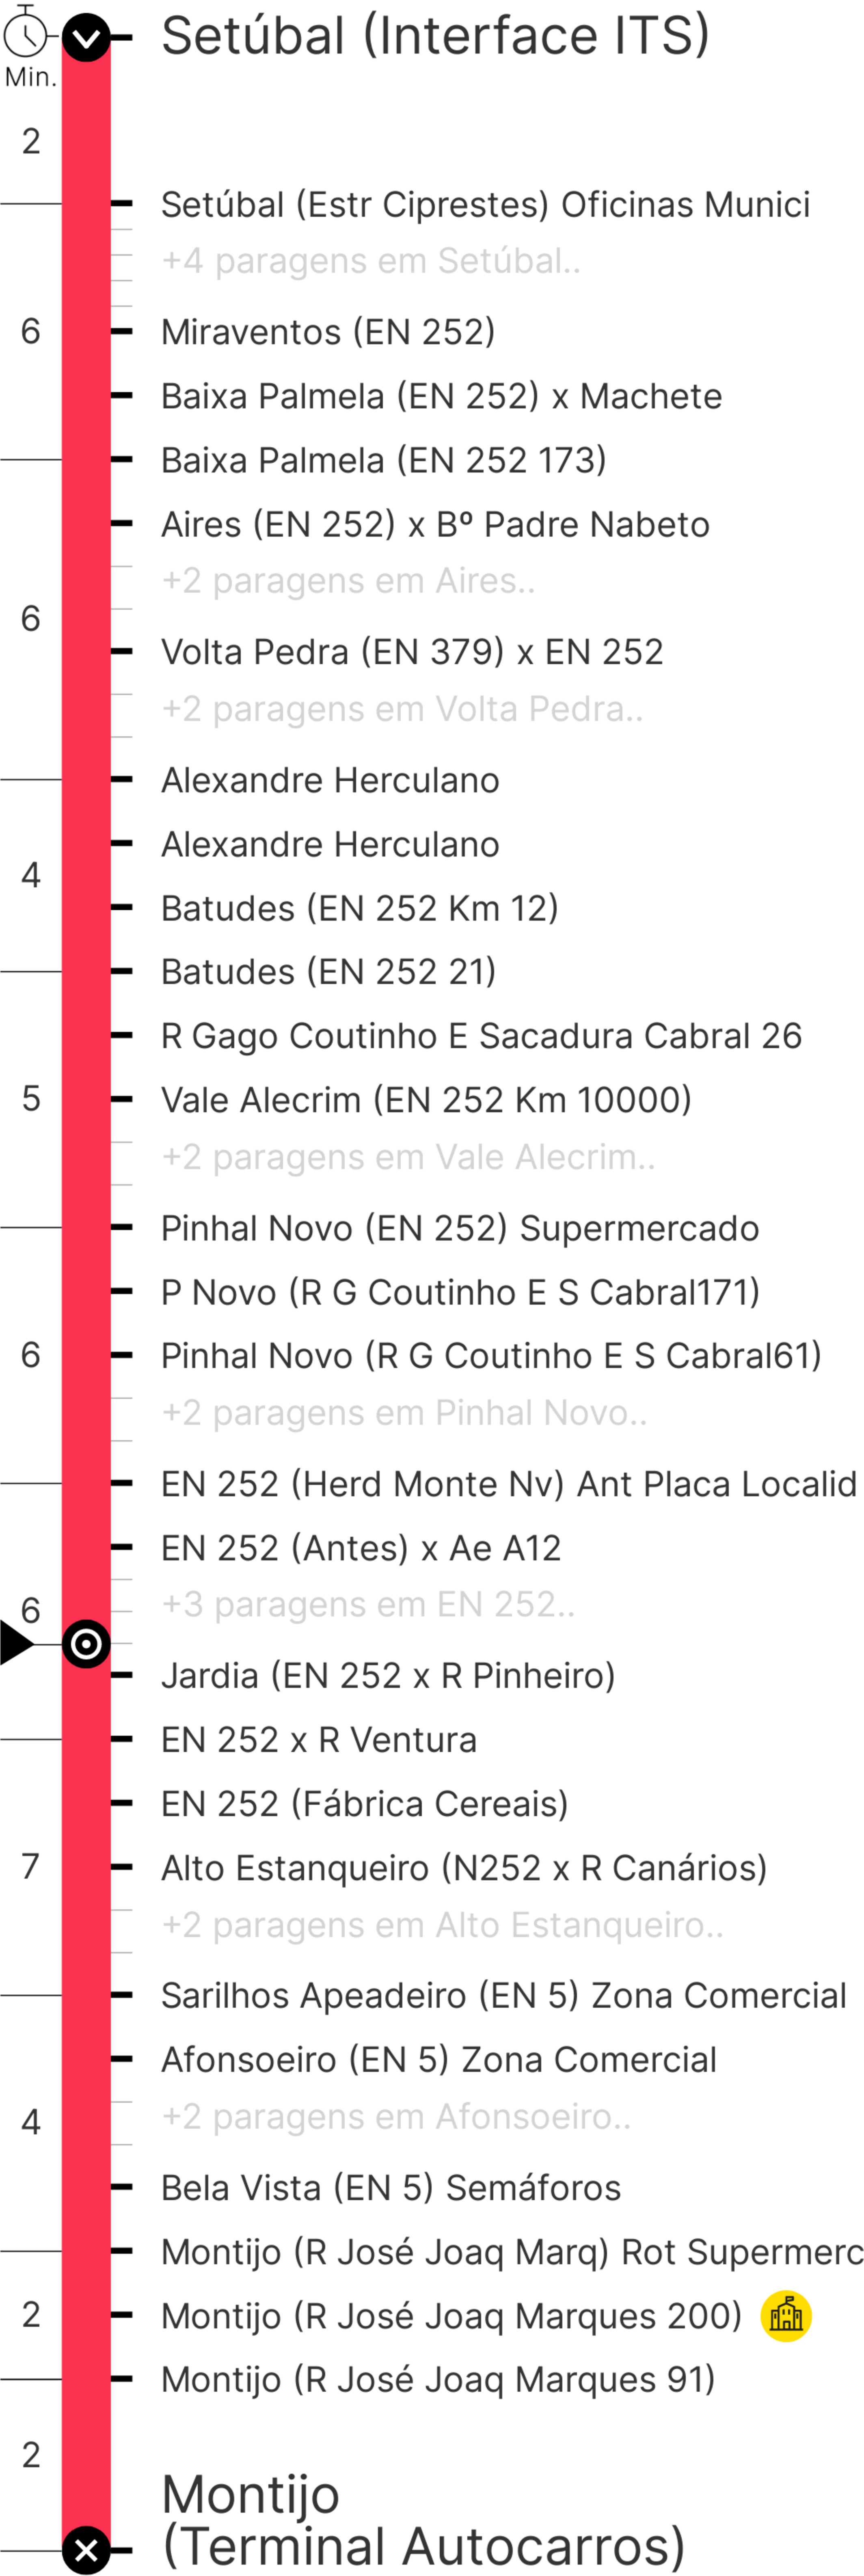 Setúbal (Interface ITS)
Min.
2
Setúbal (Estr Ciprestes) Oficinas Munici
+4 paragens em Setúbal..
6
Miraventos (EN 252)
Baixa Palmela (EN 252) x Machete
Baixa Palmela (EN 252 173)
Aires (EN 252) x Bº Padre Nabeto
+2 paragens em Aires..
6
Volta Pedra (EN 379) x EN 252
+2 paragens em Volta Pedra..
Alexandre Herculano
Alexandre Herculano
4
Batudes (EN 252 Km 12)
Batudes (EN 252 21)
R Gago Coutinho E Sacadura Cabral 26
5
Vale Alecrim (EN 252 Km 10000)
+2 paragens em Vale Alecrim..
Pinhal Novo (EN 252) Supermercado
P Novo (R G Coutinho E S Cabral171)
6
Pinhal Novo (R G Coutinho E S Cabral61)
+2 paragens em Pinhal Novo..
EN 252 (Herd Monte Nv) Ant Placa Localid
EN 252 (Antes) x Ae A12
+3 paragens em EN 252..
6
Jardia (EN 252 x R Pinheiro)
EN 252 x R Ventura
EN 252 (Fábrica Cereais)
7
Alto Estanqueiro (N252 x R Canários)
+2 paragens em Alto Estanqueiro..
Sarilhos Apeadeiro (EN 5) Zona Comercial
Afonsoeiro (EN 5) Zona Comercial
+2 paragens em Afonsoeiro..
4
Bela Vista (EN 5) Semáforos
Montijo (R José Joaq Marq) Rot Supermerc
2
Montijo (R José Joaq Marques 200)
Montijo (R José Joaq Marques 91)
2
Montijo
(Terminal Autocarros)